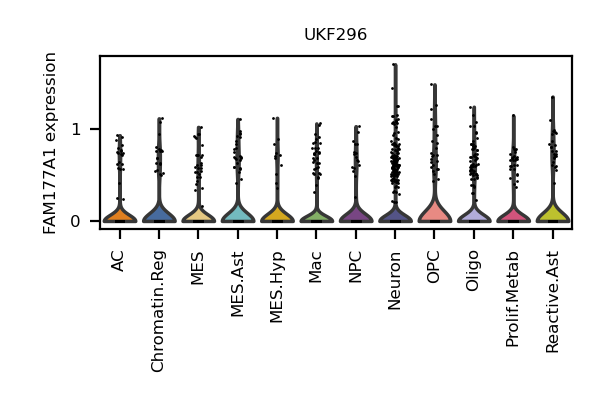 UKF296
FAM177A1 expression
1
0
AC
Chromatin.Reg
MES
MES.Ast
MES.Hyp
Mac
NPC
Neuron
OPC
Oligo
Prolif.Metab
Reactive.Ast